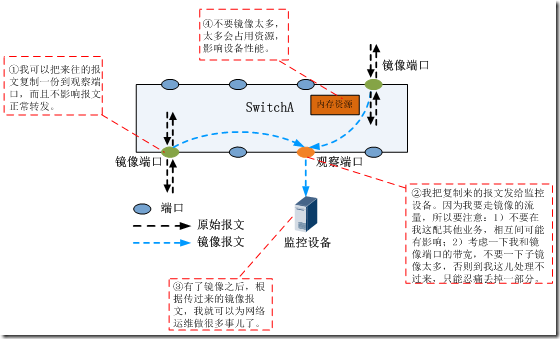 ④不要镜像太多，
太多会占用资源，
影响设备性能。
镜像端口
①我可以把来往的报
文复制一份到观察端
口，而且不影响报文
正常转发。
SwitchA
内存资源
镜像端口
观察端口
②我把复制来的报文发给监控
设备。因为我要走镜像的流
量，所以要注意：1）不要在
我这配其他业务，相互间可能
有影响；2）考虑一下我和镜
像端口的带宽，不要一下子镜
像太多，否则到我这儿处理不
过来，只能忍痛丢掉一部分。
端口
原始报文
镜像报文
监控设备
③有了镜像之后，根
据传过来的镜像报
文，我就可以为网络
运维做很多事儿了。